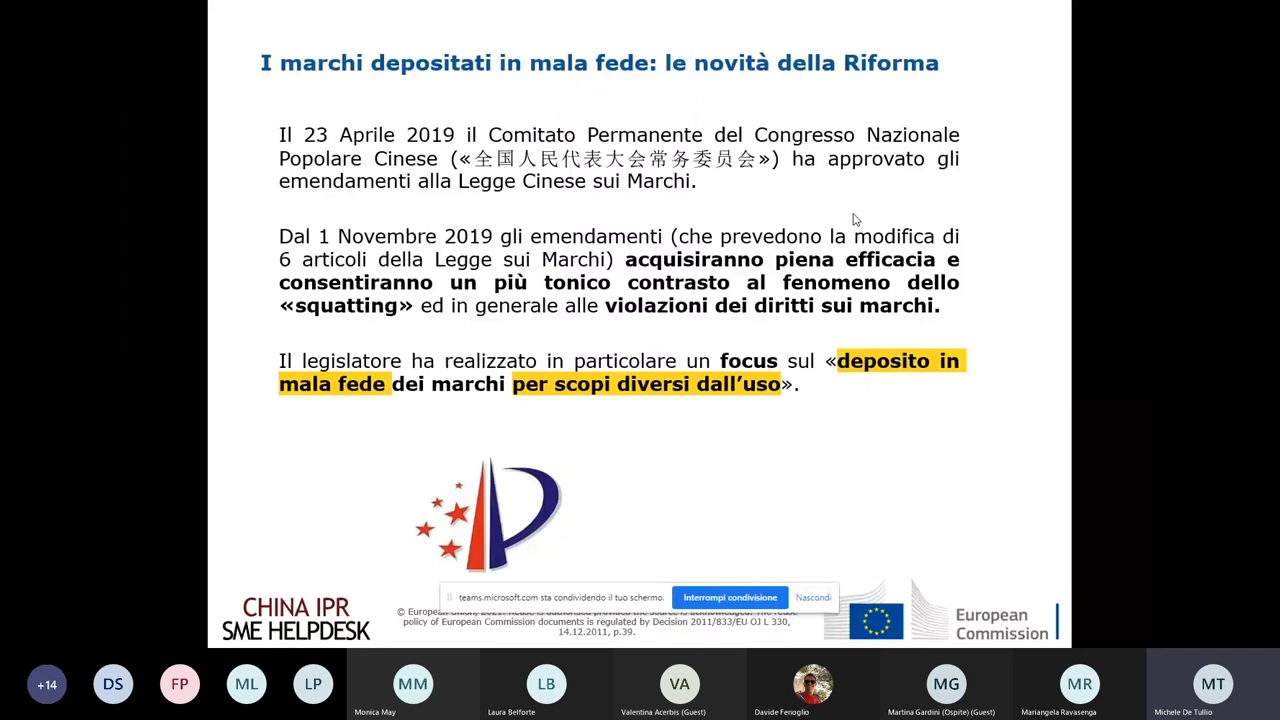 I marchi depositati in mala fede: le novità della Riforma
Il 23 Aprile 2019 il Comitato Permanente del Congresso Nazionale
Popolare Cinese («全国人民代表大会常务委员会») ha approvato gli
emendamenti alla Legge Cinese sui Marchi.
Dal 1 Novembre 2019 gli emendamenti (che prevedono la modifica di
6 articoli della Legge sui Marchi) acquisiranno piena efficacia e
consentiranno un più tonico contrasto al fenomeno dello
«squatting» ed in generale alle violazioni dei diritti sui marchi.
Il legislatore ha realizzato in particolare un focus sul «deposito in
mala fede dei marchi per scopi diversi dall’uso».
teams.microsoft.com sta condividendo il tuo schermo.
Interrompi condivisione
Nascondi
CHINA IPR
SME HELPDESK
© European Union, 2021. Reuse is authorised provided the source is acknowledged. The reuse
policy of European Commission documents is regulated by Decision 2011/833/EU OJ L 330,
14.12.2011, p.39.
European
Commission
+14
DS
FP
ML
LP
MM
LB
VA
MG
MR
MT
Monica May
Laura Belforte
Valentina Acerbis (Guest)
Davide Fenoglio
Martina Gardini (Ospite) (Guest)
Mariangela Ravasenga
Michele De Tullio